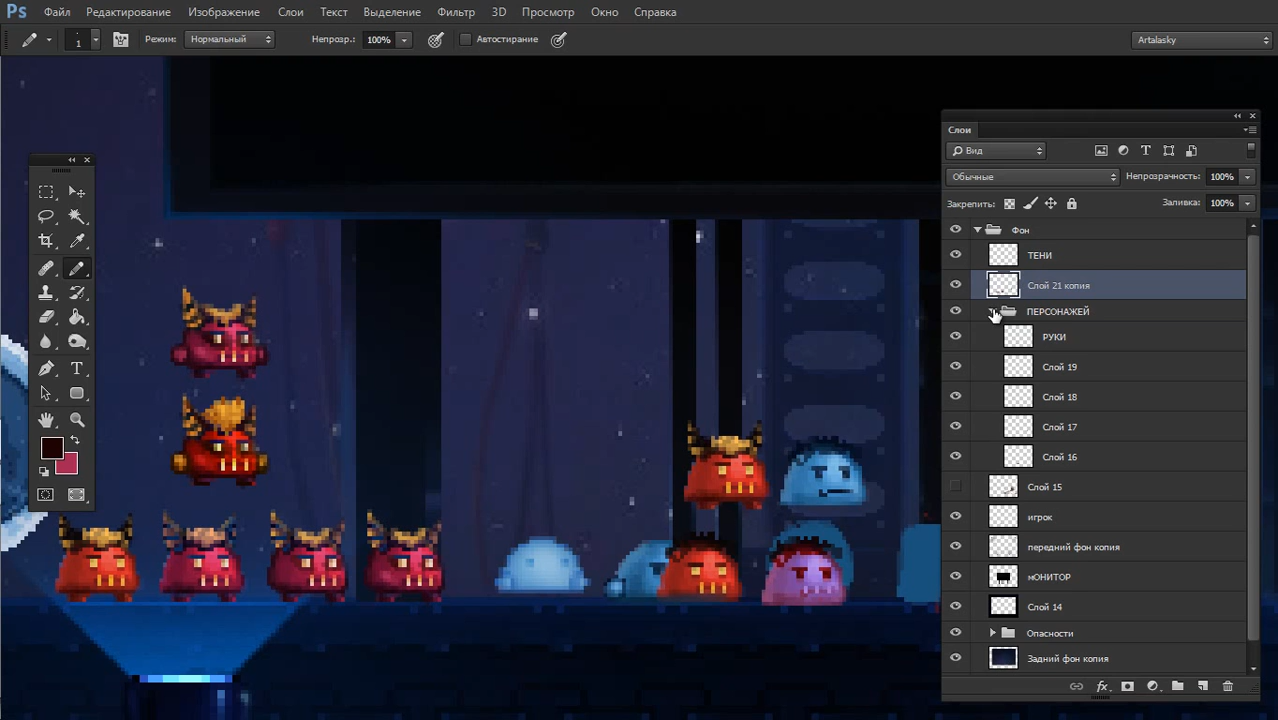 Ps Файл Редактирование Изображение Слои Текст Выделение Фильтр 3D Просмотр Окно Справка
1 Режим: Нормальный Непрозр.: 100% Автостирание Artalasky
Слои
Вид T
Обычные Непрозрачность: 100%
Закрепить: Заливка: 100%
Фон
ТЕНИ
Слой 21 копия
ПЕРСОНАЖЕЙ
РУКИ
Слой 19
Слой 18
Слой 17
Слой 16
Слой 15
игрок
передний фон копия
мОНИТОР
Слой 14
Опасности
Задний фон копия
fx
T